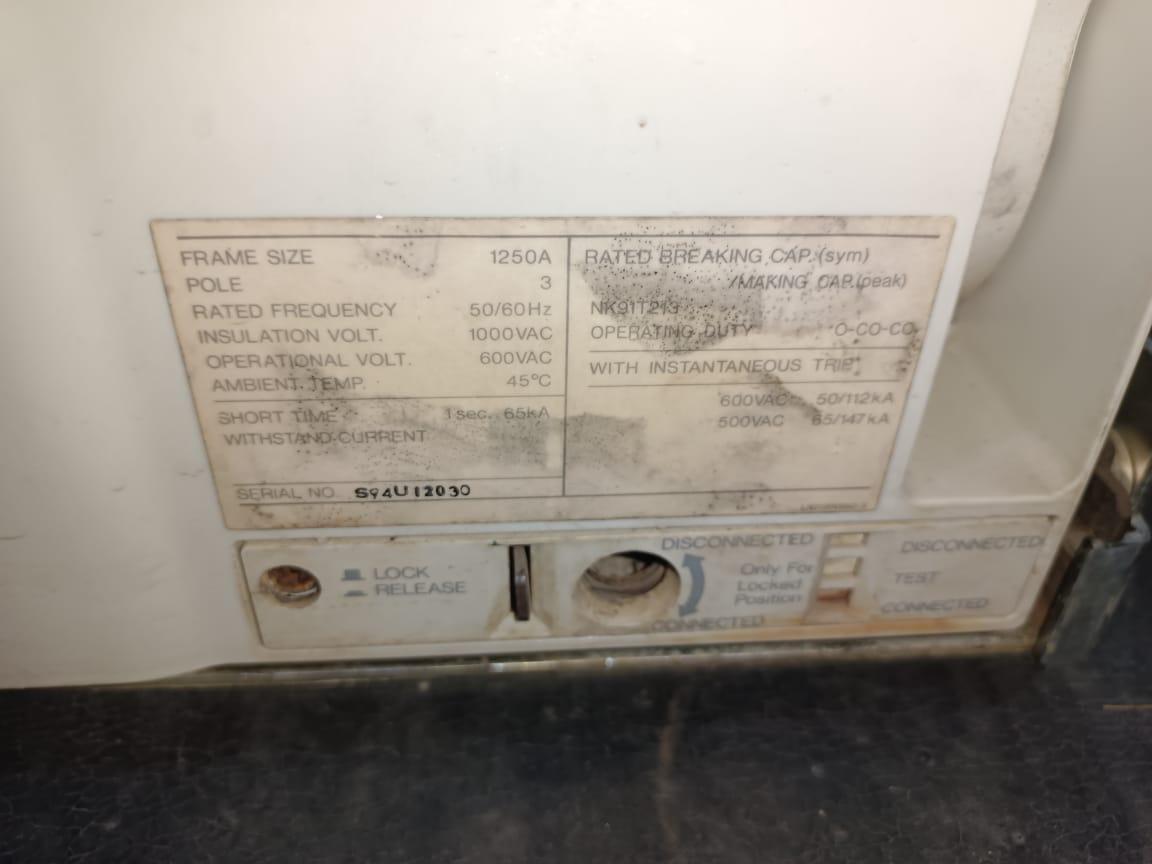 FRAME SIZE 1250A
POLE 3
RATED FREQUENCY 50/60Hz
INSULATION VOLT. 1000VAC
OPERATIONAL VOLT. 600VAC
AMBIENT TEMP. 45°C
SHORT TIME 1sec. 65kA
WITHSTAND CURRENT
SERIAL NO. S94U12030
RATED BREAKING CAP.(sym)
/MAKING CAP.(peak)
NK91T213
OPERATING DUTY O-CO-CO
WITH INSTANTANEOUS TRIP
600VAC 50/112kA
500VAC 65/147kA
LOCK
RELEASE
DISCONNECTED
Only For
Locked
Position
CONNECTED
DISCONNECTED
TEST
CONNECTED